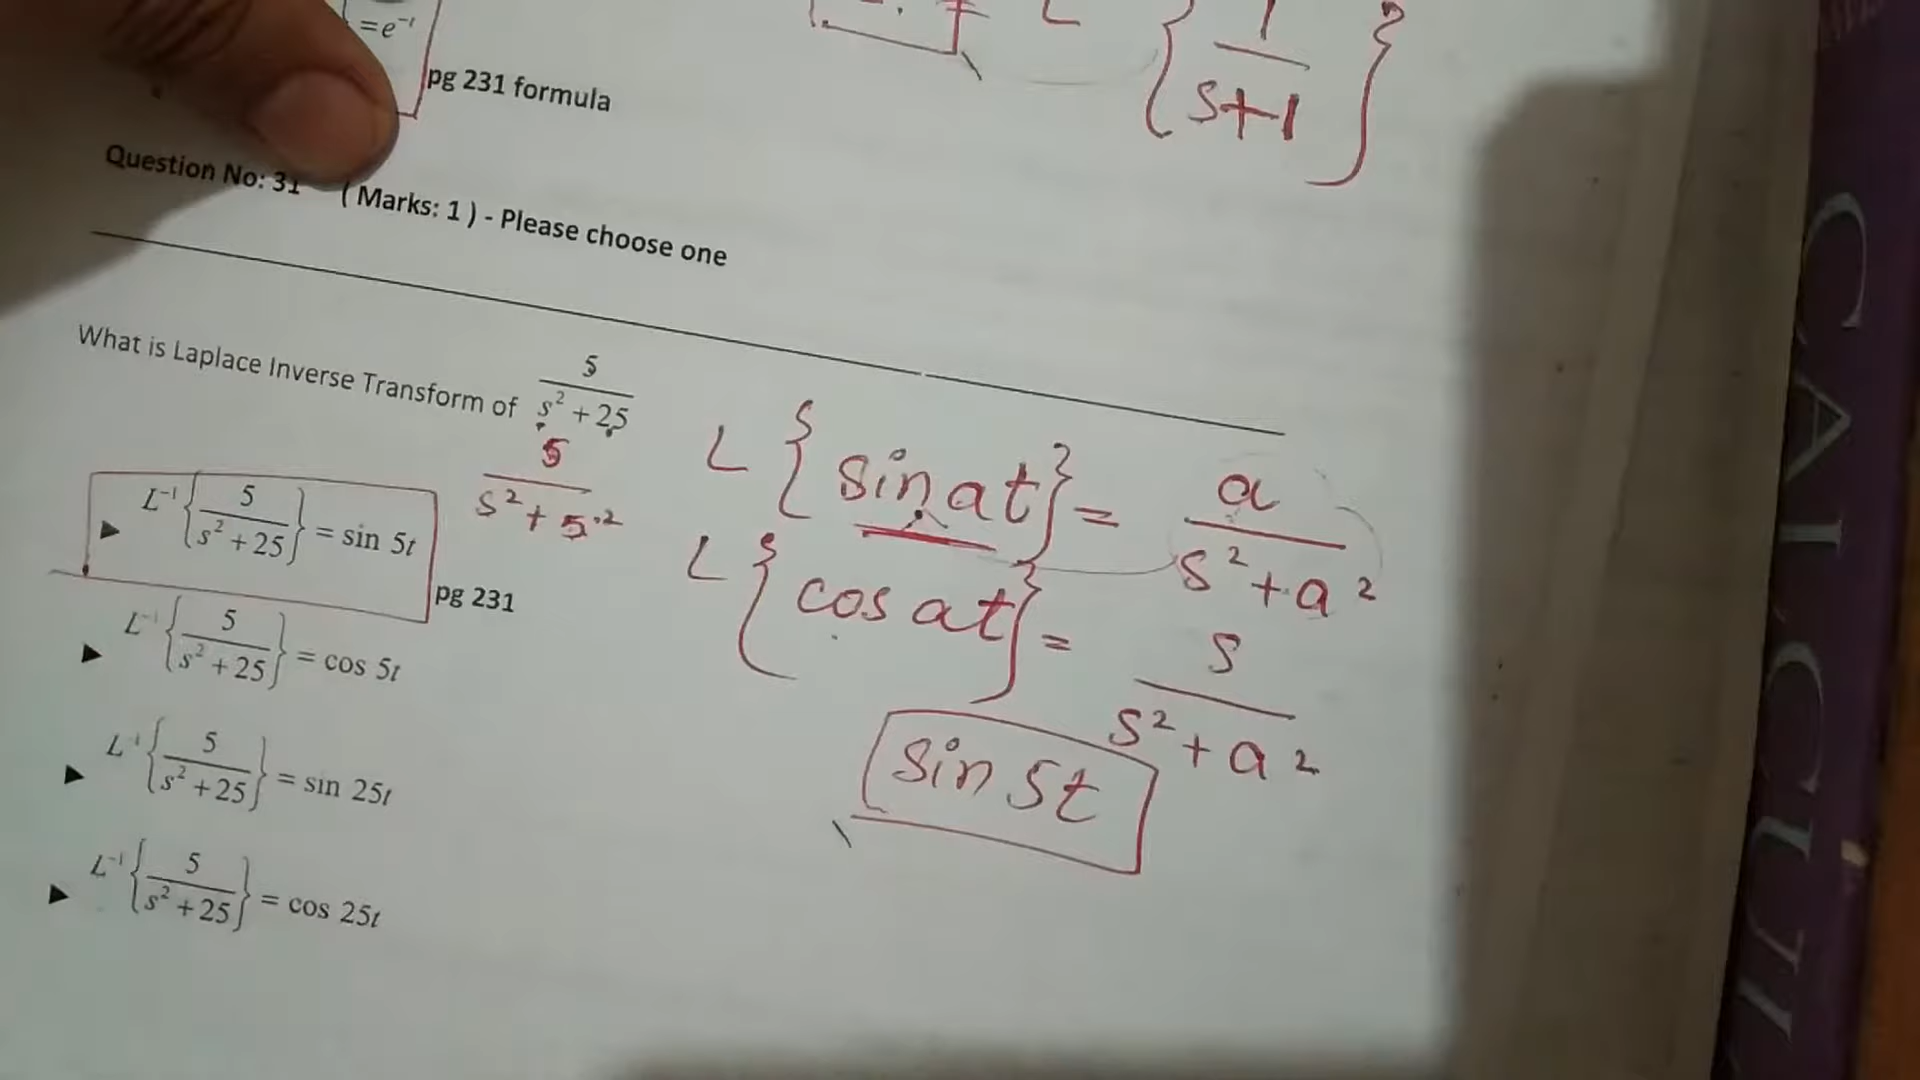 = e⁻ᵗ
pg 231 formula
L { 1 / s+1 }
Question No: 31 ( Marks: 1 ) - Please choose one
What is Laplace Inverse Transform of 5 / s² + 25
5 / s² + 5²
L⁻¹ { 5 / s² + 25 } = sin 5t
pg 231
L⁻¹ { 5 / s² + 25 } = cos 5t
L⁻¹ { 5 / s² + 25 } = sin 25t
L⁻¹ { 5 / s² + 25 } = cos 25t
L { sin at } = a / s² + a²
L { cos at } = s / s² + a²
sin 5t
CALCUL